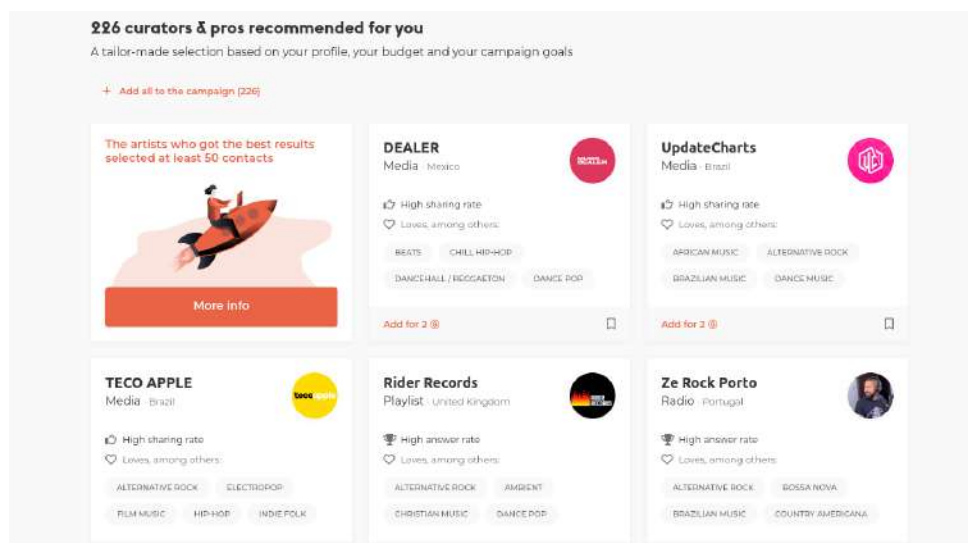 226 curators & pros recommended for you
A tailor-made selection based on your profile, your budget and your campaign goals
+ Add all to the campaign (226)
The artists who got the best results
selected at least 50 contacts
More info
DEALER
Media · Mexico
High sharing rate
Loves, among others:
BEATS CHILL HIP-HOP
DANCEHALL / REGGAETON DANCE POP
Add for 2
UpdateCharts
Media · Brazil
High sharing rate
Loves, among others:
AFRICAN MUSIC ALTERNATIVE ROCK
BRAZILIAN MUSIC DANCE MUSIC
Add for 2
TECO APPLE
Media · Brazil
tecoapple
High sharing rate
Loves, among others:
ALTERNATIVE ROCK ELECTROPOP
FILM MUSIC HIP-HOP INDIE FOLK
Rider Records
Playlist · United Kingdom
High answer rate
Loves, among others:
ALTERNATIVE ROCK AMBIENT
CHRISTIAN MUSIC DANCE POP
Ze Rock Porto
Radio · Portugal
High answer rate
Loves, among others:
ALTERNATIVE ROCK BOSSA NOVA
BRAZILIAN MUSIC COUNTRY AMERICANA